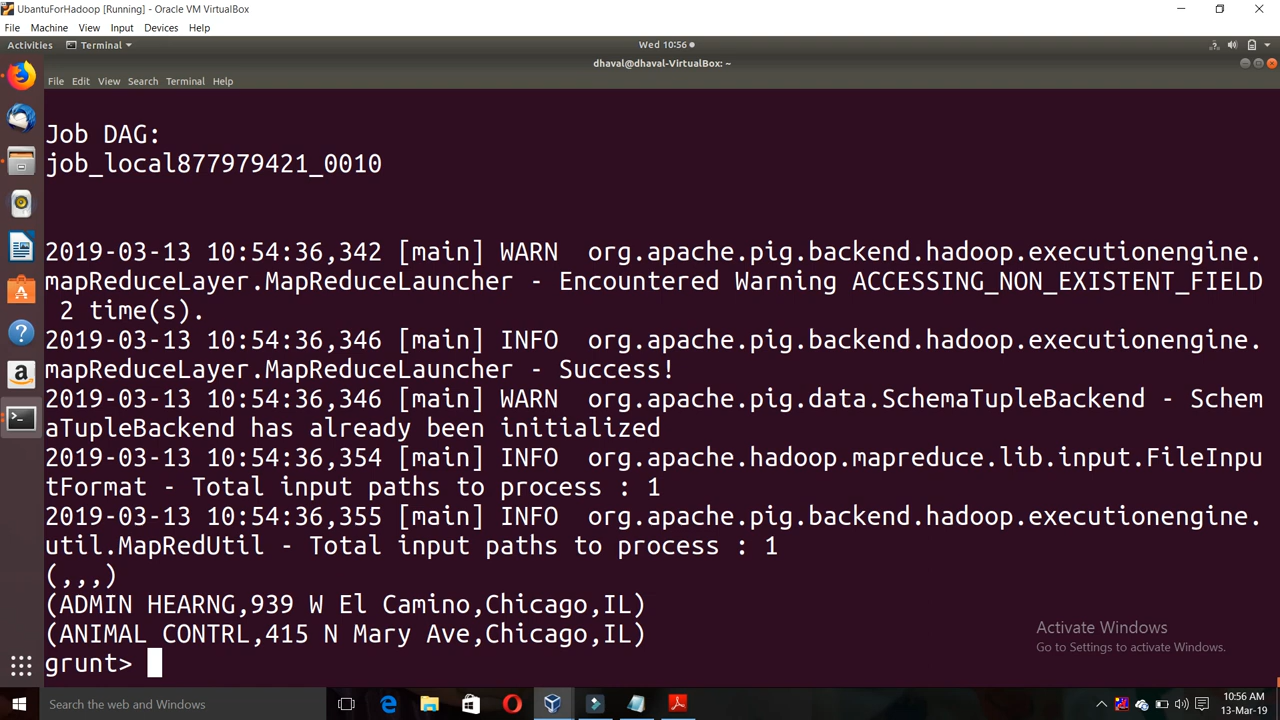 UbantuForHadoop [Running] - Oracle VM VirtualBox
File Machine View Input Devices Help
Activities Terminal Wed 10:56
dhaval@dhaval-VirtualBox: ~
File Edit View Search Terminal Help
Job DAG:
job_local877979421_0010
2019-03-13 10:54:36,342 [main] WARN  org.apache.pig.backend.hadoop.executionengine.
mapReduceLayer.MapReduceLauncher - Encountered Warning ACCESSING_NON_EXISTENT_FIELD
 2 time(s).
2019-03-13 10:54:36,346 [main] INFO  org.apache.pig.backend.hadoop.executionengine.
mapReduceLayer.MapReduceLauncher - Success!
2019-03-13 10:54:36,346 [main] WARN  org.apache.pig.data.SchemaTupleBackend - Schem
aTupleBackend has already been initialized
2019-03-13 10:54:36,354 [main] INFO  org.apache.hadoop.mapreduce.lib.input.FileInpu
tFormat - Total input paths to process : 1
2019-03-13 10:54:36,355 [main] INFO  org.apache.pig.backend.hadoop.executionengine.
util.MapRedUtil - Total input paths to process : 1
(,,,)
(ADMIN HEARNG,939 W El Camino,Chicago,IL)
(ANIMAL CONTRL,415 N Mary Ave,Chicago,IL)
grunt>
Activate Windows
Go to Settings to activate Windows.
Search the web and Windows
10:56 AM
13-Mar-19